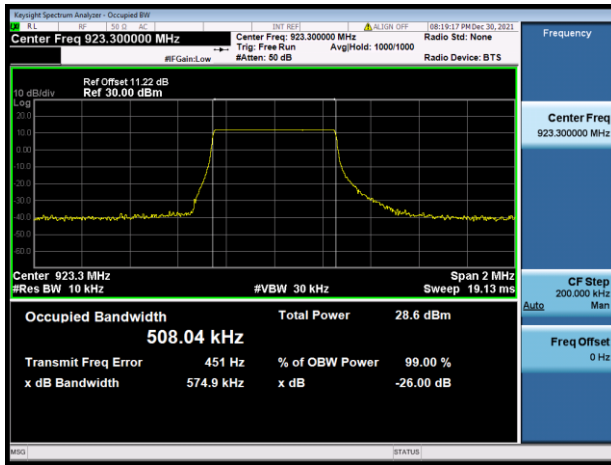 Keysight Spectrum Analyzer - Occupied BW
RL RF 50 Ω AC INT REF ALIGN OFF 08:19:17 PM Dec 30, 2021
Center Freq 923.300000 MHz
Center Freq: 923.300000 MHz Radio Std: None
Trig: Free Run Avg|Hold: 1000/1000
#IFGain:Low #Atten: 50 dB Radio Device: BTS
Frequency
Ref Offset 11.22 dB
10 dB/div Ref 30.00 dBm
Log
20.0
10.0
0.00
-10.0
-20.0
-30.0
-40.0
-50.0
-60.0
Center 923.3 MHz Span 2 MHz
#Res BW 10 kHz #VBW 30 kHz Sweep 19.13 ms
Center Freq
923.300000 MHz
CF Step
200.000 kHz
Auto Man
Freq Offset
0 Hz
Occupied Bandwidth Total Power 28.6 dBm
508.04 kHz
Transmit Freq Error 451 Hz % of OBW Power 99.00 %
x dB Bandwidth 574.9 kHz x dB -26.00 dB
MSG STATUS